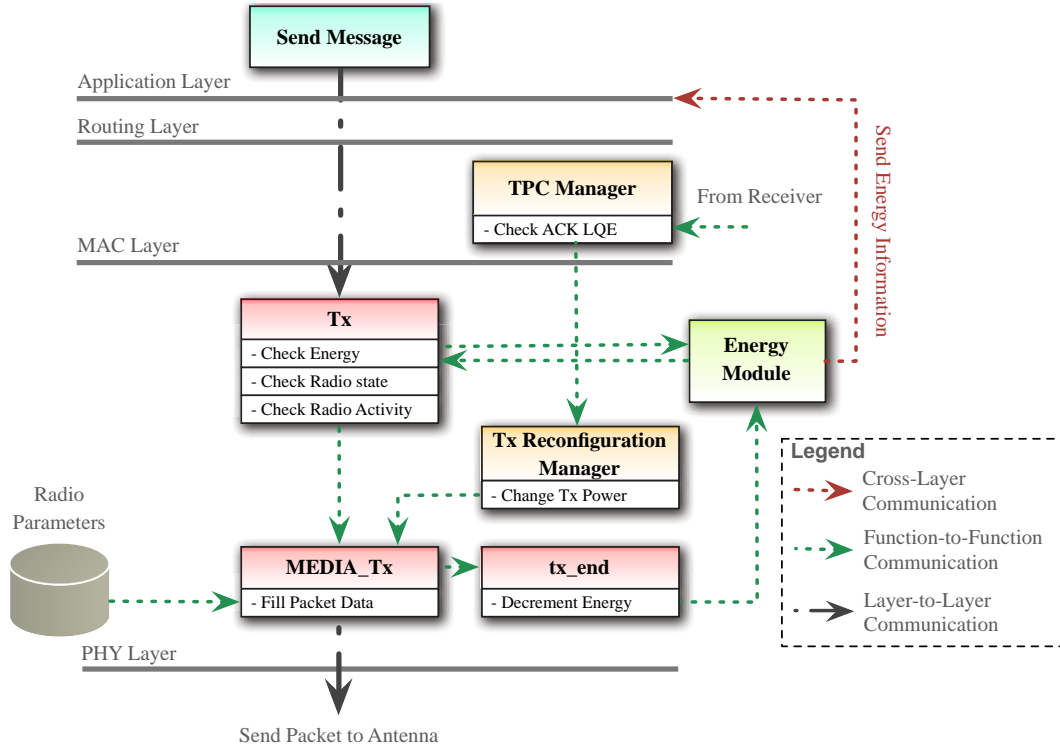 Send Message
Application Layer
Routing Layer
TPC Manager
- Check ACK LQE
From Receiver
Send Energy Information
MAC Layer
Tx
- Check Energy
- Check Radio state
- Check Radio Activity
Energy
Module
Tx Reconfiguration
Manager
- Change Tx Power
Legend
Cross-Layer
Communication
Function-to-Function
Communication
Layer-to-Layer
Communication
Radio
Parameters
MEDIA_Tx
- Fill Packet Data
tx_end
- Decrement Energy
PHY Layer
Send Packet to Antenna